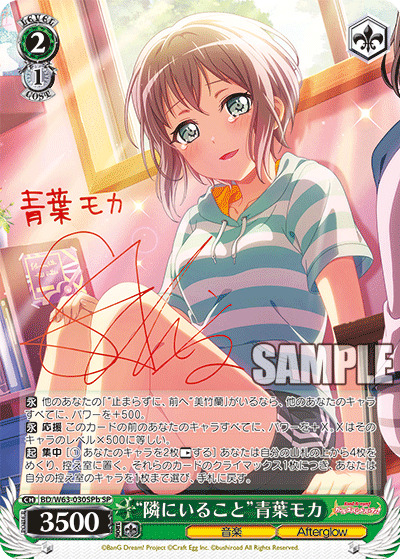 LEVEL
2
1
COST
青葉モカ
SAMPLE
永 他のあなたの「"止まらずに、前へ"美竹蘭」がいるなら、他のあなたのキャラ
すべてに、パワーを+500。
永 応援 このカードの前のあなたのキャラすべてに、パワーを+X。Xはそ
のキャラのレベル×500に等しい。
起 集中 [① あなたのキャラを2枚レストする] あなたは自分の山札の上から4枚を
めくり、控え室に置く。それらのカードのクライマックス1枚につき、あなたは自
分の控え室のキャラを1枚まで選び、手札に戻す。
CH BD/W63-030SPb SP
3500
"隣にいること"青葉モカ
音楽
Afterglow
©BanG Dream! Project ©Craft Egg Inc. ©bushiroad All Rights Reserved.